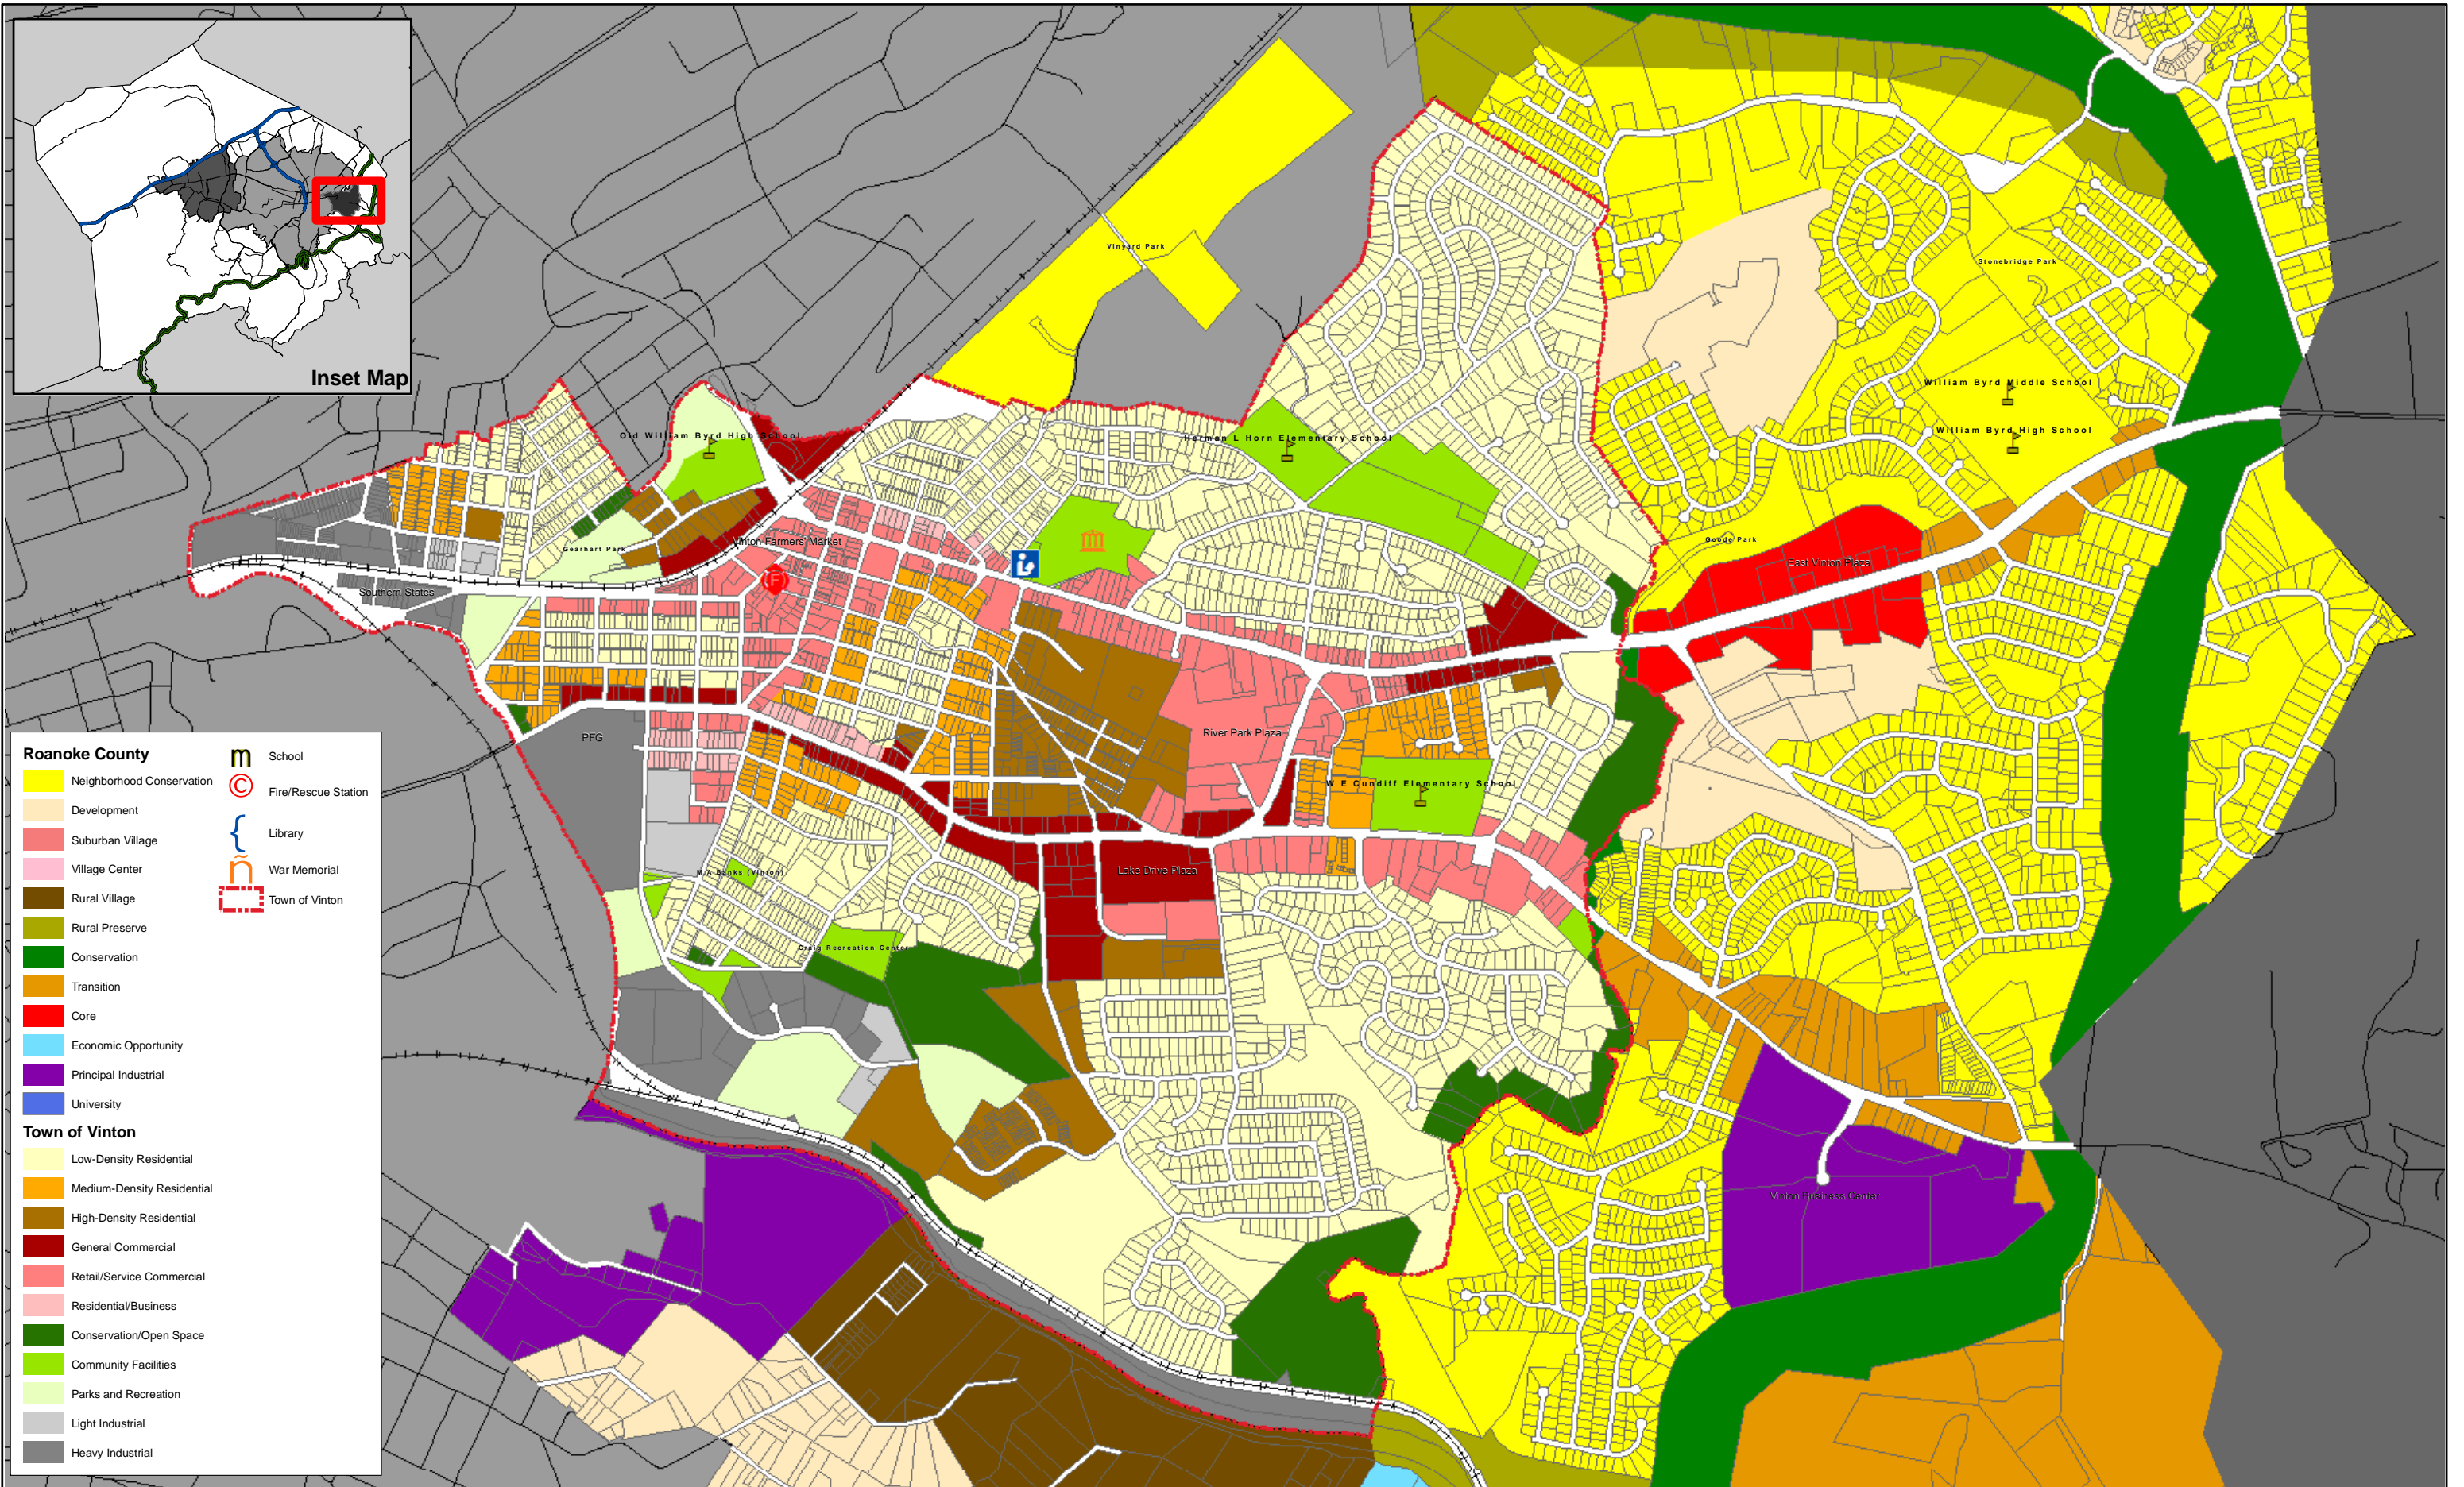 Inset Map
Vinyard Park
Stonebridge Park
William Byrd Middle School
William Byrd High School
Old William Byrd High School
Herman L Horn Elementary School
Goode Park
East Vinton Plaza
Vinton Farmers' Market
F
Gearhart Park
Southern States
PFG
River Park Plaza
W E Cundiff Elementary School
Lake Drive Plaza
M A Banks (Vinton)
Craig Recreation Center
Vinton Business Center
Roanoke County
Neighborhood Conservation
Development
Suburban Village
Village Center
Rural Village
Rural Preserve
Conservation
Transition
Core
Economic Opportunity
Principal Industrial
University
m School
© Fire/Rescue Station
{ Library
ñ War Memorial
Town of Vinton
Town of Vinton
Low-Density Residential
Medium-Density Residential
High-Density Residential
General Commercial
Retail/Service Commercial
Residential/Business
Conservation/Open Space
Community Facilities
Parks and Recreation
Light Industrial
Heavy Industrial